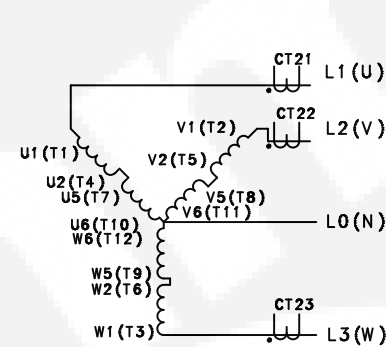 CT21
L1(U)
CT22
V1(T2)
L2(V)
U1(T1)
V2(T5)
U2(T4)
U5(T7)
V5(T8)
V6(T11)
U6(T10)
L0(N)
W6(T12)
W5(T9)
W2(T6)
CT23
W1(T3)
L3(W)